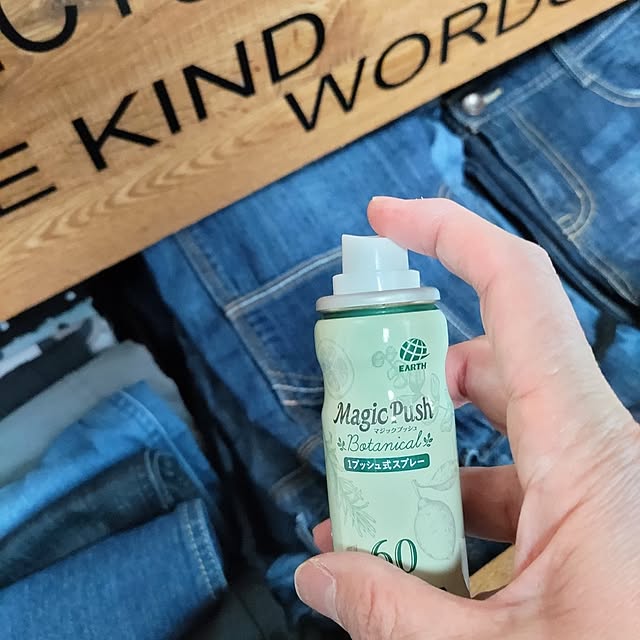 E KIND
WORDS
EARTH
Magic Push
マジックプッシュ
Botanical
1プッシュ式スプレー
60